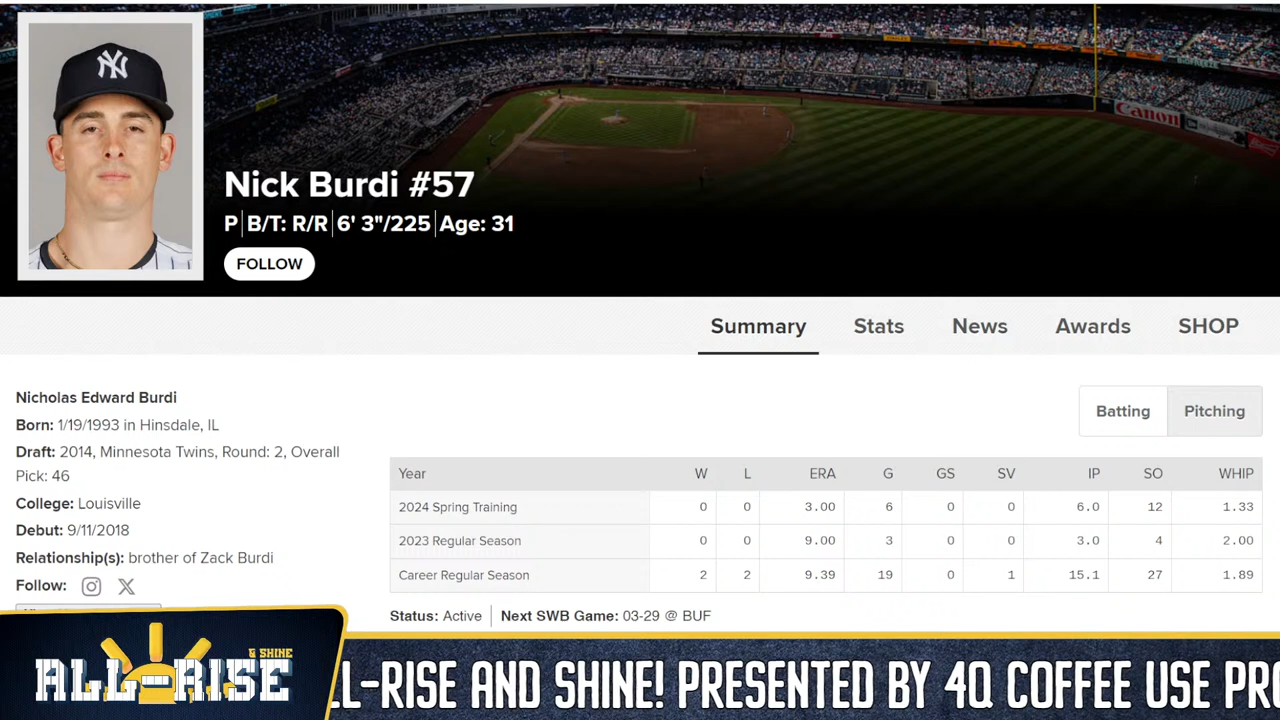 NY
Canon
Nick Burdi #57
P | B/T: R/R | 6' 3"/225 | Age: 31
FOLLOW
Summary Stats News Awards SHOP
Nicholas Edward Burdi
Born: 1/19/1993 in Hinsdale, IL
Draft: 2014, Minnesota Twins, Round: 2, Overall
Pick: 46
College: Louisville
Debut: 9/11/2018
Relationship(s): brother of Zack Burdi
Follow:
Batting Pitching
Year W L ERA G GS SV IP SO WHIP
2024 Spring Training 0 0 3.00 6 0 0 6.0 12 1.33
2023 Regular Season 0 0 9.00 3 0 0 3.0 4 2.00
Career Regular Season 2 2 9.39 19 0 1 15.1 27 1.89
Status: Active | Next SWB Game: 03-29 @ BUF
& SHINE
ALL-RISE
LL-RISE AND SHINE! PRESENTED BY 4Q COFFEE USE PRO